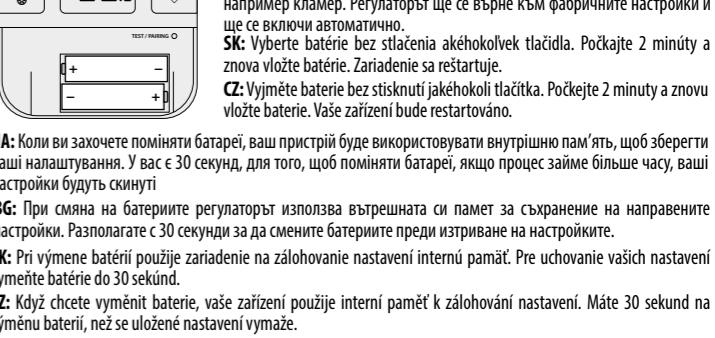 например кламер. Регулаторът ще се върне към фабричните настройки и
ще се включи автоматично.
SK: Vyberte batérie bez stlačenia akéhokoľvek tlačidla. Počkajte 2 minúty a
znova vložte batérie. Zariadenie sa reštartuje.
CZ: Vyjměte baterie bez stisknutí jakéhokoli tlačítka. Počkejte 2 minuty a znovu
vložte baterie. Vaše zařízení bude restartováno.
TEST / PAIRING
+ –
– +
UA: Коли ви захочете поміняти батареї, ваш пристрій буде використовувати внутрішню пам’ять, щоб зберегти
ваші налаштування. У вас є 30 секунд, для того, щоб поміняти батареї, якщо процес займе більше часу, ваші
настройки будуть скинуті
BG: При смяна на батериите регулаторът използва вътрешната си памет за съхранение на направените
настройки. Разполагате с 30 секунди за да смените батериите преди изтриване на настройките.
SK: Pri výmene batérií použije zariadenie na zálohovanie nastavení internú pamäť. Pre uchovanie vašich nastavení
vymeňte batérie do 30 sekúnd.
CZ: Když chcete vyměnit baterie, vaše zařízení použije interní paměť k zálohování nastavení. Máte 30 sekund na
výměnu baterií, než se uložené nastavení vymaže.